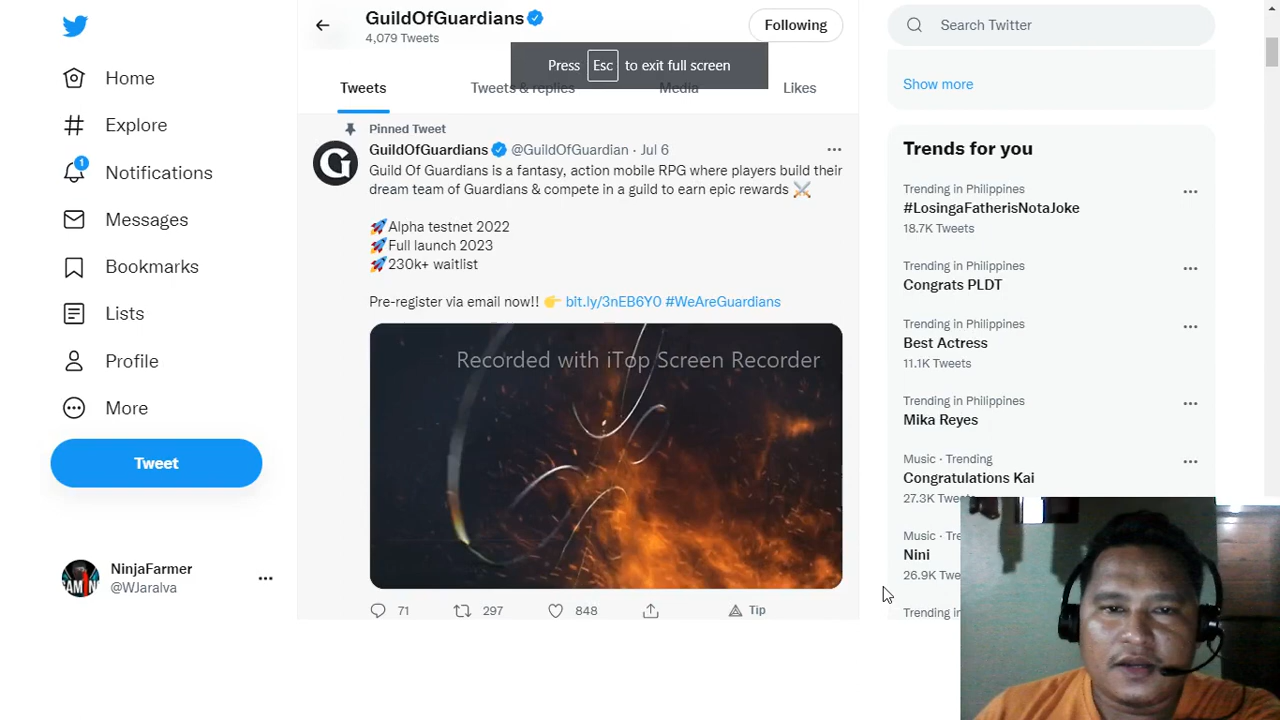 GuildOfGuardians
4,079 Tweets
Following
Search Twitter
Press Esc to exit full screen
Tweets
Tweets & replies
Media
Likes
Home
Explore
1
Notifications
Messages
Bookmarks
Lists
Profile
More
Tweet
NinjaFarmer
@WJaralva
Pinned Tweet
GuildOfGuardians @GuildOfGuardian · Jul 6
Guild Of Guardians is a fantasy, action mobile RPG where players build their
dream team of Guardians & compete in a guild to earn epic rewards ⚔️
🚀Alpha testnet 2022
🚀Full launch 2023
🚀230k+ waitlist
Pre-register via email now!! 👉 bit.ly/3nEB6Y0 #WeAreGuardians
Recorded with iTop Screen Recorder
71
297
848
Tip
Show more
Trends for you
Trending in Philippines
#LosingaFatherisNotaJoke
18.7K Tweets
Trending in Philippines
Congrats PLDT
Trending in Philippines
Best Actress
11.1K Tweets
Trending in Philippines
Mika Reyes
Music · Trending
Congratulations Kai
27.3K Tweets
Music · Tre
Nini
26.9K Twe
Trending in